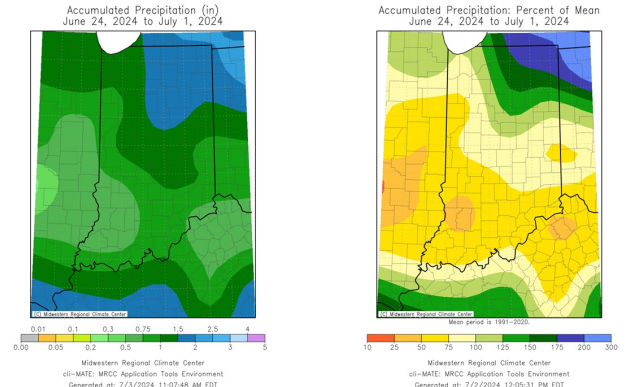 Accumulated Precipitation (in)
June 24, 2024 to July 1, 2024
(C) Midwestern Regional Climate Center
0.01 0.05 0.2 0.5 1 2 3 5
0.00 0.05 0.1 0.3 0.75 1.5 2.5 4
Midwestern Regional Climate Center
cli-MATE: MRCC Application Tools Environment
Generated at: 7/3/2024 11:07:48 AM EDT
Accumulated Precipitation: Percent of Mean
June 24, 2024 to July 1, 2024
(C) Midwestern Regional Climate Center
Mean period is 1991-2020.
10 25 50 75 100 125 150 175 200 300
Midwestern Regional Climate Center
cli-MATE: MRCC Application Tools Environment
Generated at: 7/2/2024 12:05:31 PM EDT